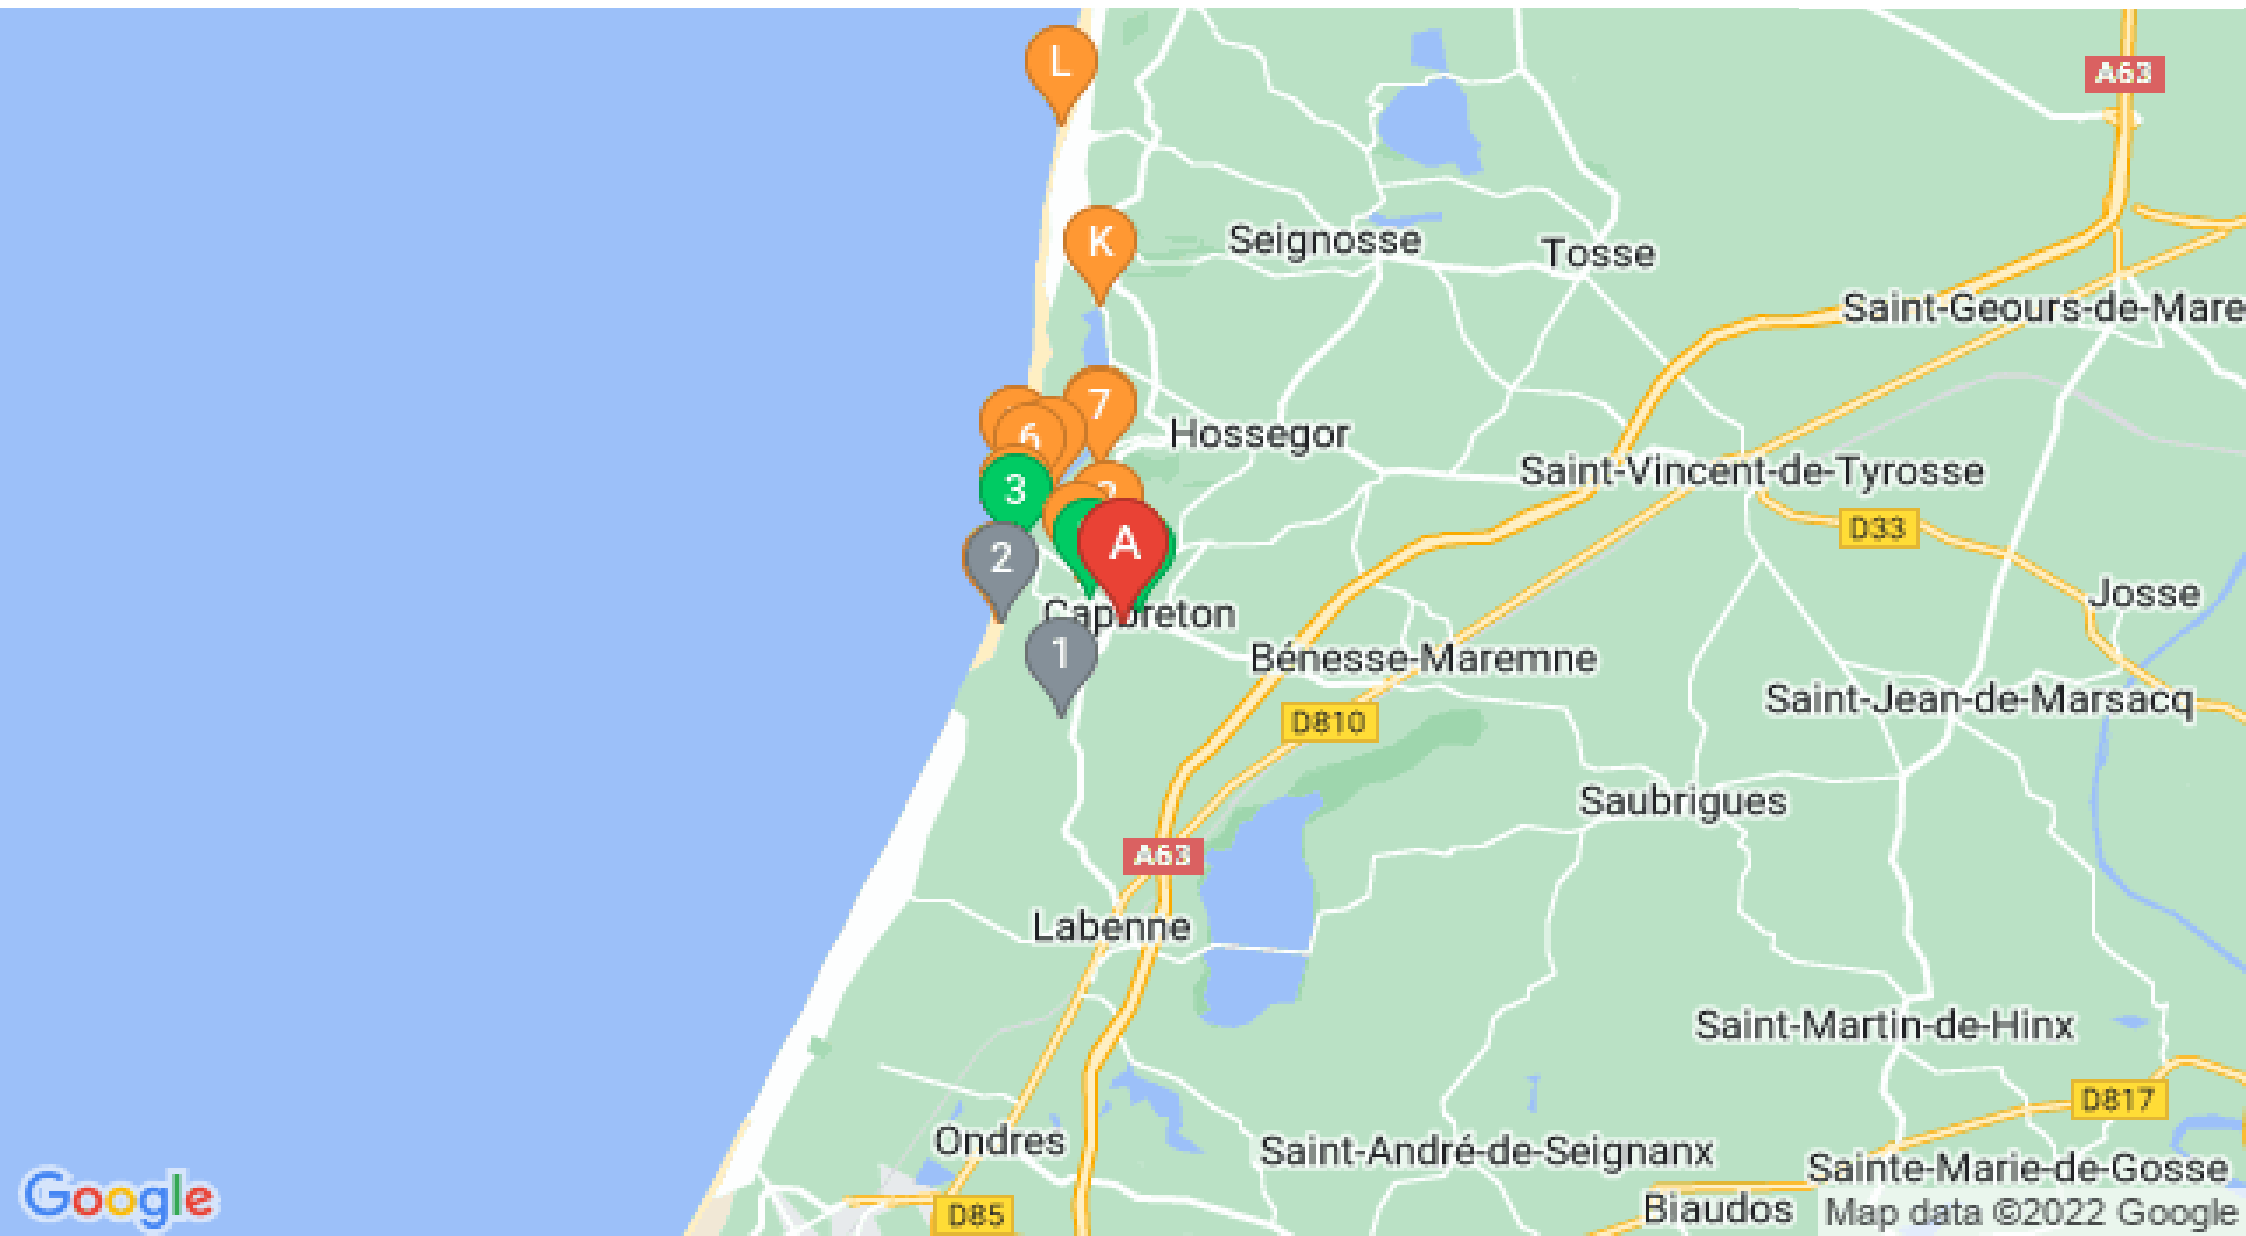 L
A63
K
Seignosse
Tosse
Saint-Geours-de-Mare
7
6
Hossegor
Saint-Vincent-de-Tyrosse
3
D33
A
2
Josse
Capbreton
1
Bénesse-Maremne
Saint-Jean-de-Marsacq
D810
Saubrigues
A63
Labenne
Saint-Martin-de-Hinx
D817
Ondres
Saint-André-de-Seignanx
Sainte-Marie-de-Gosse
Google
D85
Biaudos
Map data ©2022 Google